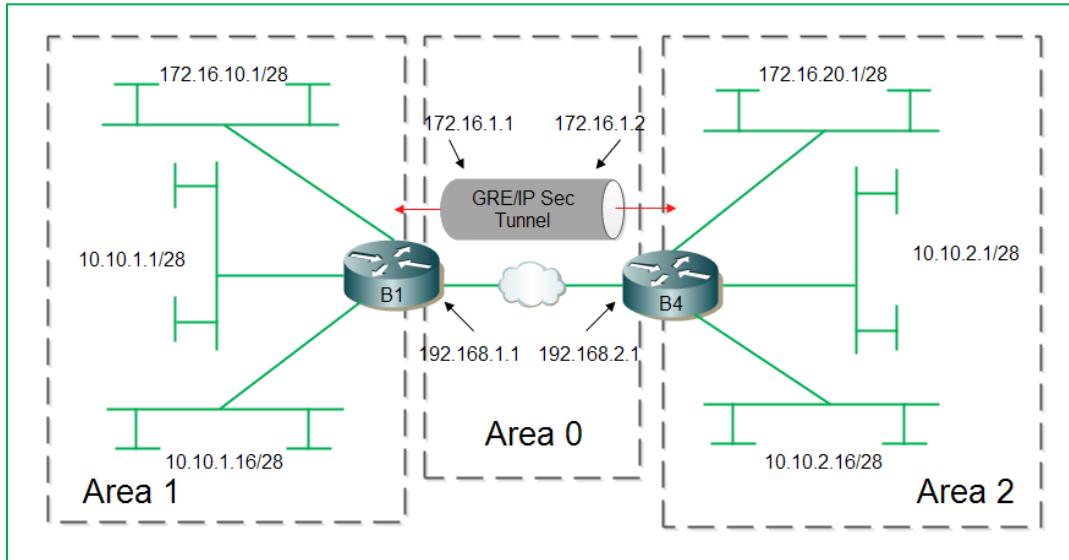 172.16.10.1/28
172.16.20.1/28
172.16.1.1
172.16.1.2
GRE/IP Sec
Tunnel
10.10.1.1/28
10.10.2.1/28
B1
B4
192.168.1.1
192.168.2.1
Area 0
10.10.1.16/28
10.10.2.16/28
Area 1
Area 2